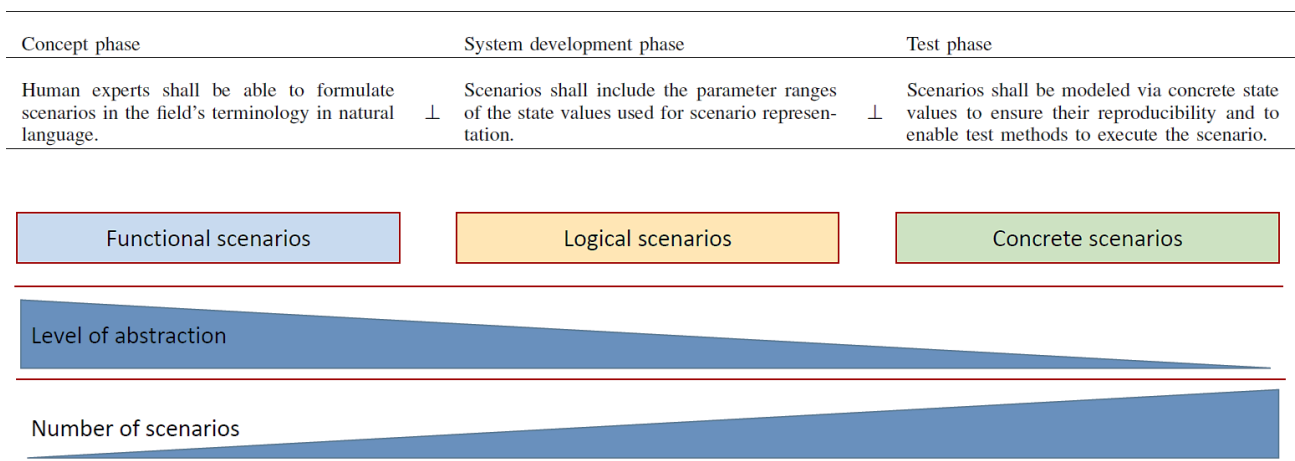 Concept phase
System development phase
Test phase
Human experts shall be able to formulate
scenarios in the field's terminology in natural
language.
⊥
Scenarios shall include the parameter ranges
of the state values used for scenario represen-
tation.
⊥
Scenarios shall be modeled via concrete state
values to ensure their reproducibility and to
enable test methods to execute the scenario.
Functional scenarios
Logical scenarios
Concrete scenarios
Level of abstraction
Number of scenarios